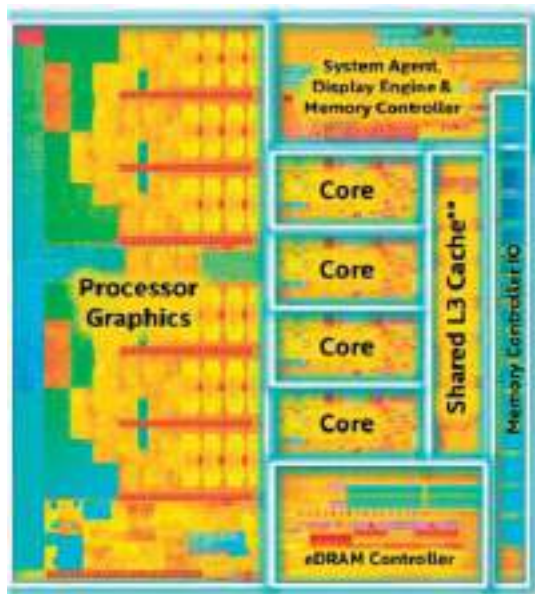 System Agent,
Display Engine &
Memory Controller
Core
Core
Core
Core
Processor
Graphics
Shared L3 Cache**
Memory Controller IO
eDRAM Controller